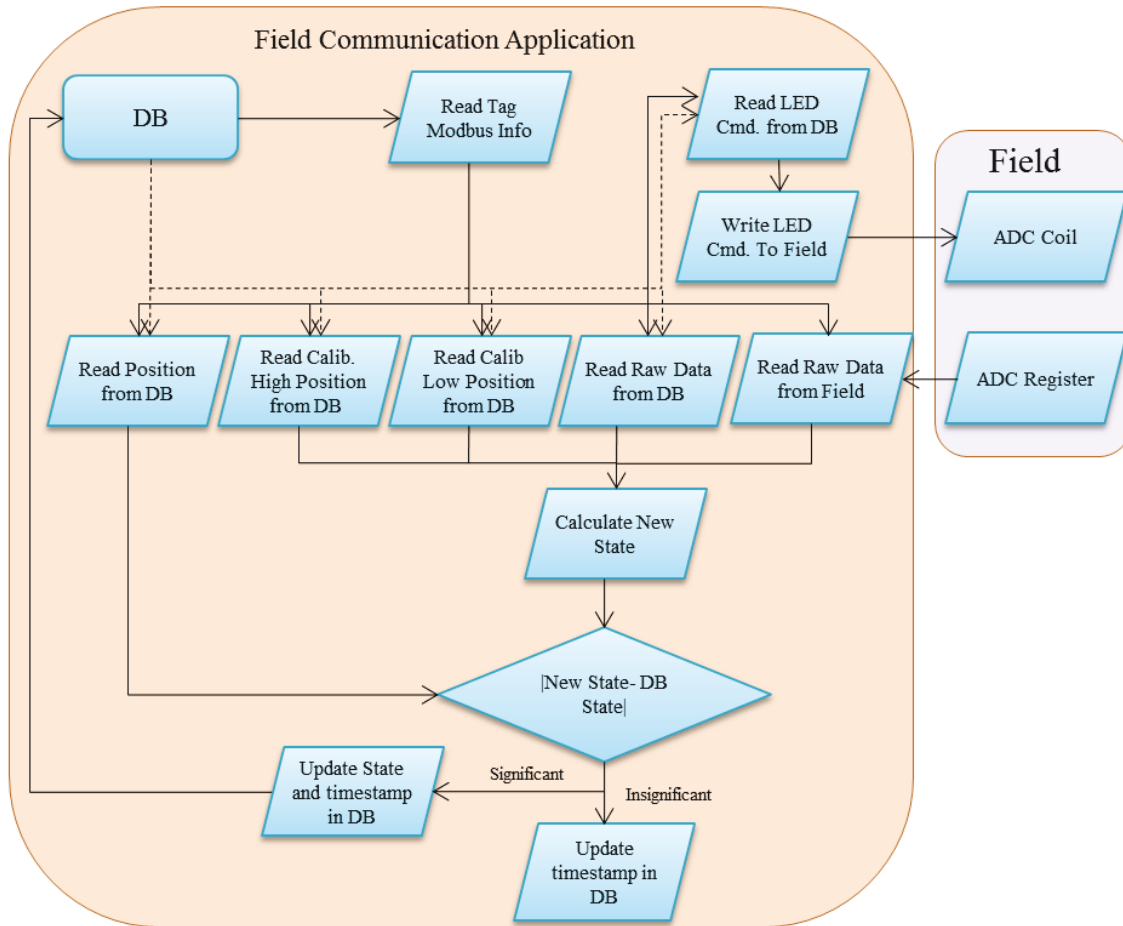 Field Communication Application
DB
Read Tag
Modbus Info
Read LED
Cmd. from DB
Field
Write LED
Cmd. To Field
ADC Coil
Read Position
from DB
Read Calib.
High Position
from DB
Read Calib
Low Position
from DB
Read Raw Data
from DB
Read Raw Data
from Field
ADC Register
Calculate New
State
|New State- DB
State|
Update State
and timestamp
in DB
Significant
Insignificant
Update
timestamp in
DB